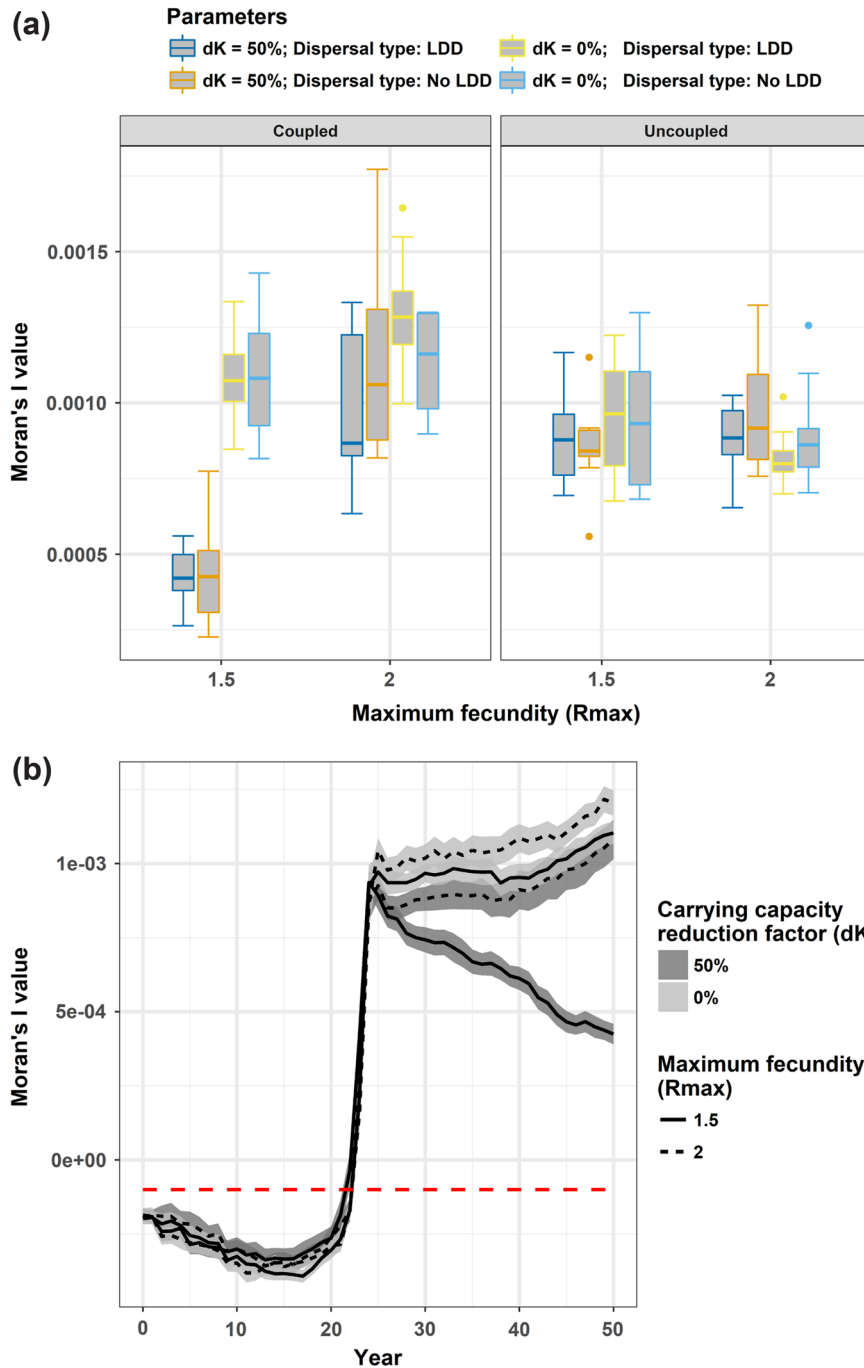 (a)
Parameters
dK = 50%; Dispersal type: LDD
dK = 0%; Dispersal type: LDD
dK = 50%; Dispersal type: No LDD
dK = 0%; Dispersal type: No LDD
Coupled
Uncoupled
0.0015
0.0010
0.0005
Moran's I value
1.5
2
1.5
2
Maximum fecundity (Rmax)
(b)
1e-03
5e-04
0e+00
Moran's I value
0
10
20
30
40
50
Year
Carrying capacity
reduction factor (dK
50%
0%
Maximum fecundity
(Rmax)
1.5
2